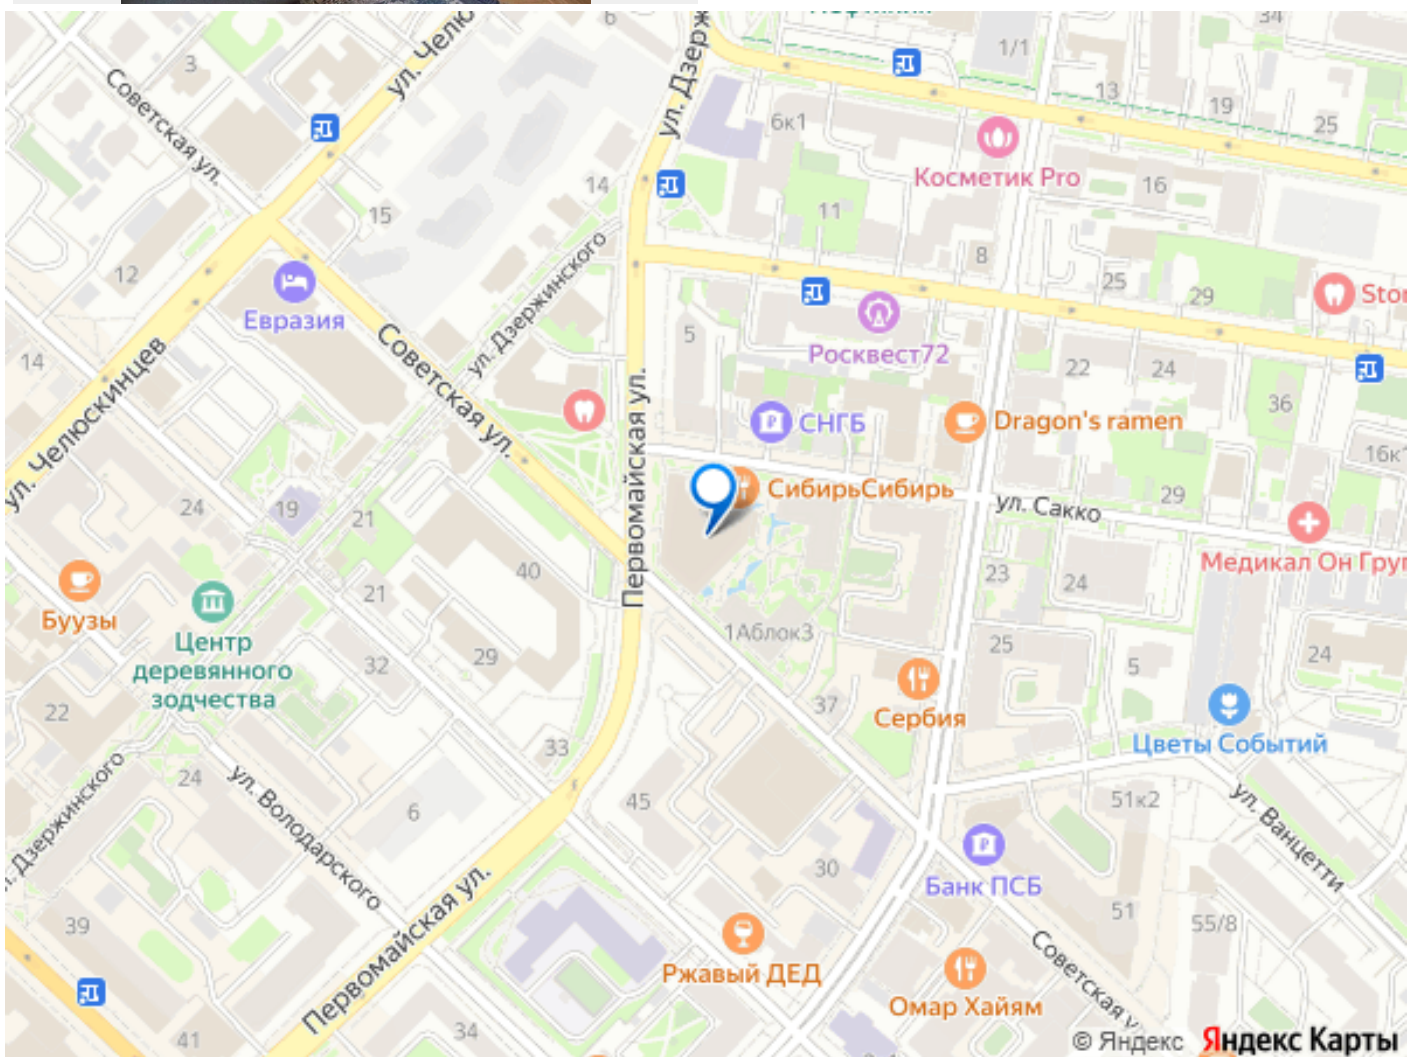 34
6
3
ул. Челю
ул. Дзерж
1/1
Советская ул.
13
19
25
6к1
Косметик Pro
14
16
15
11
12
ул. Дзержинского
8
25
29
Евразия
Stor
14
5
Росквест72
22
24
ул. Челюскинцев
Советская ул.
36
СНГБ
Dragon's ramen
Первомайская ул.
16к1
СибирьСибирь
29
ул. Сакко
24
19
21
Медикал Он Груп
40
23
24
Буузы
21
Центр
деревянного
зодчества
1Аблок3
25
5
24
32
29
22
37
Сербия
Цветы Событий
33
24
Дзержинского
ул. Володарского
6
45
51к2
ул. Ванцетти
30
Банк ПСБ
Первомайская ул.
39
51
55/8
Ржавый ДЕД
Советская у
Омар Хайям
41
34
© Яндекс Яндекс Карты